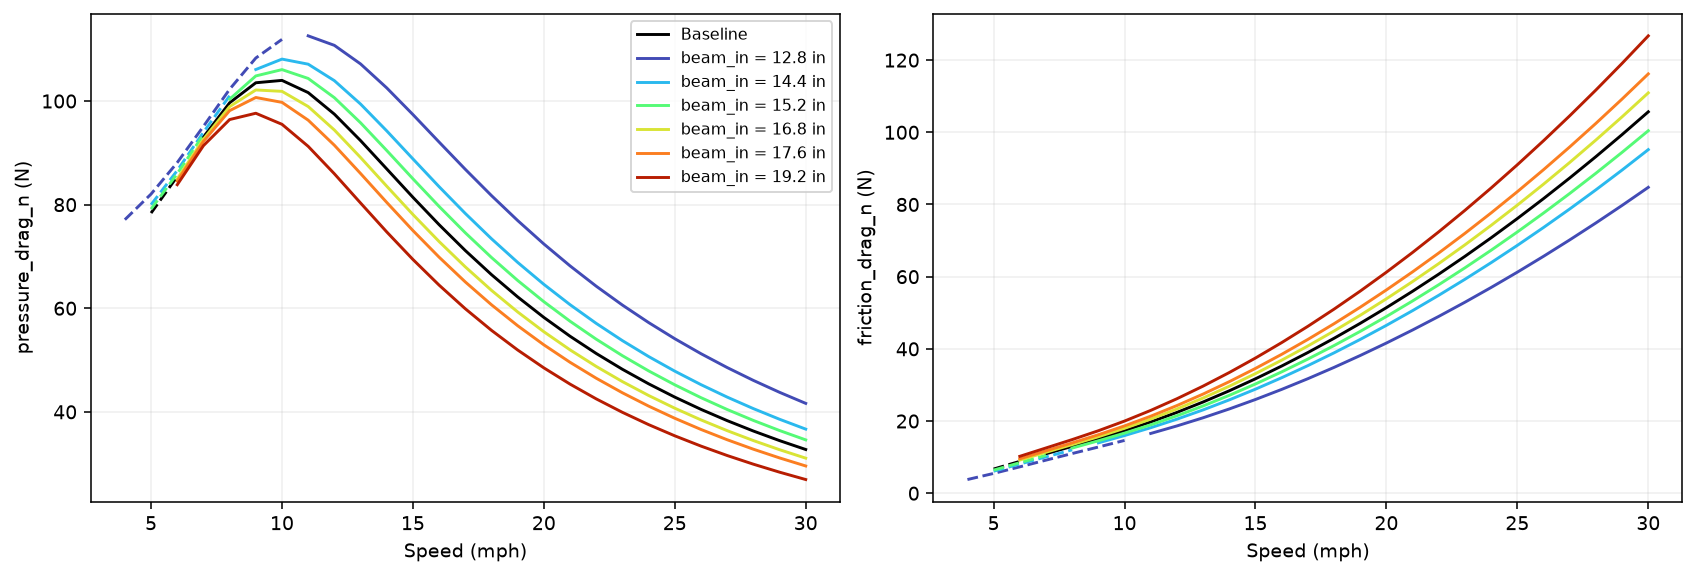 pressure_drag_n (N)
100
80
60
40
5
10
15
20
25
30
Speed (mph)
Baseline
beam_in = 12.8 in
beam_in = 14.4 in
beam_in = 15.2 in
beam_in = 16.8 in
beam_in = 17.6 in
beam_in = 19.2 in
friction_drag_n (N)
120
100
80
60
40
20
0
5
10
15
20
25
30
Speed (mph)